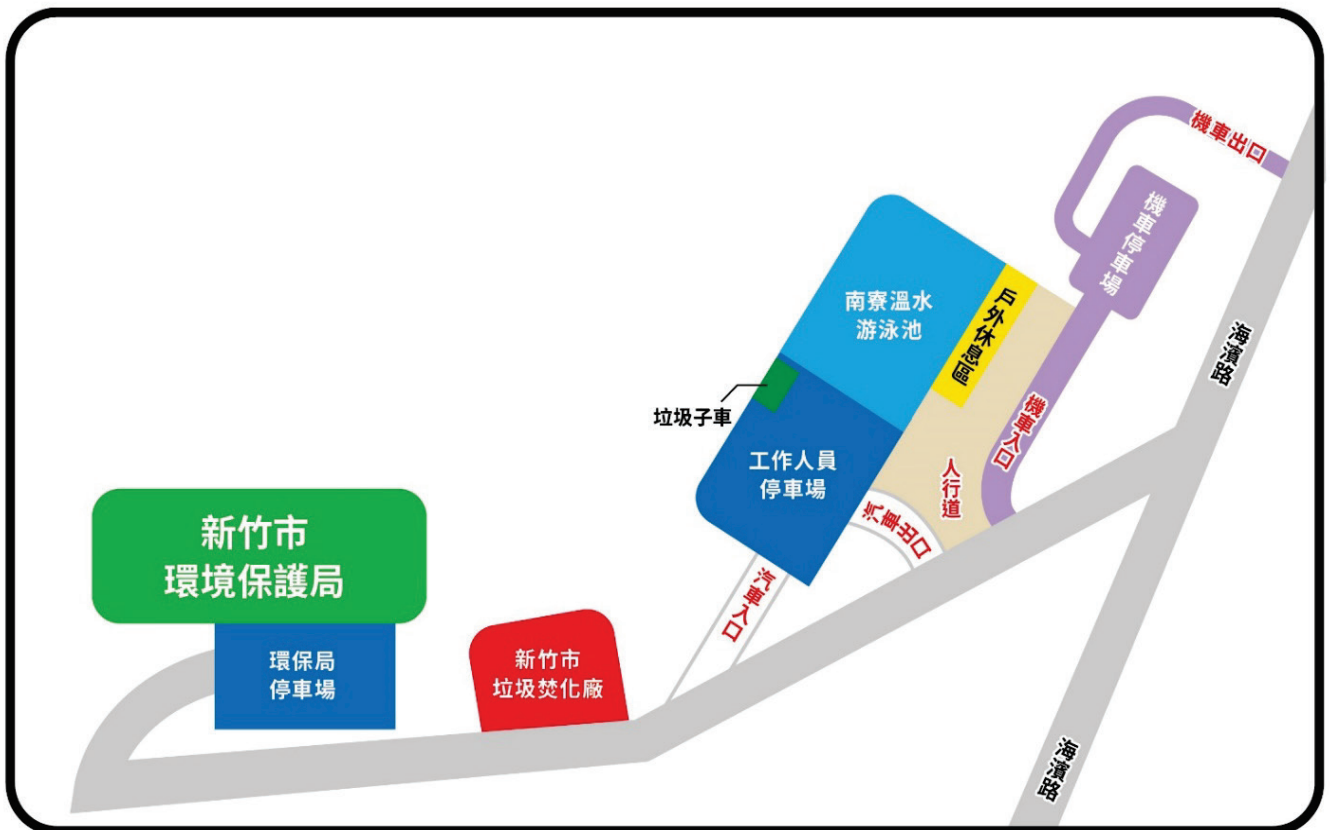 機車出口
機車停車場
南寮溫水
游泳池
戶外休息區
海濱路
垃圾子車
機車入口
工作人員
停車場
人行道
汽車出口
新竹市
環境保護局
汽車入口
環保局
停車場
新竹市
垃圾焚化廠
海濱路